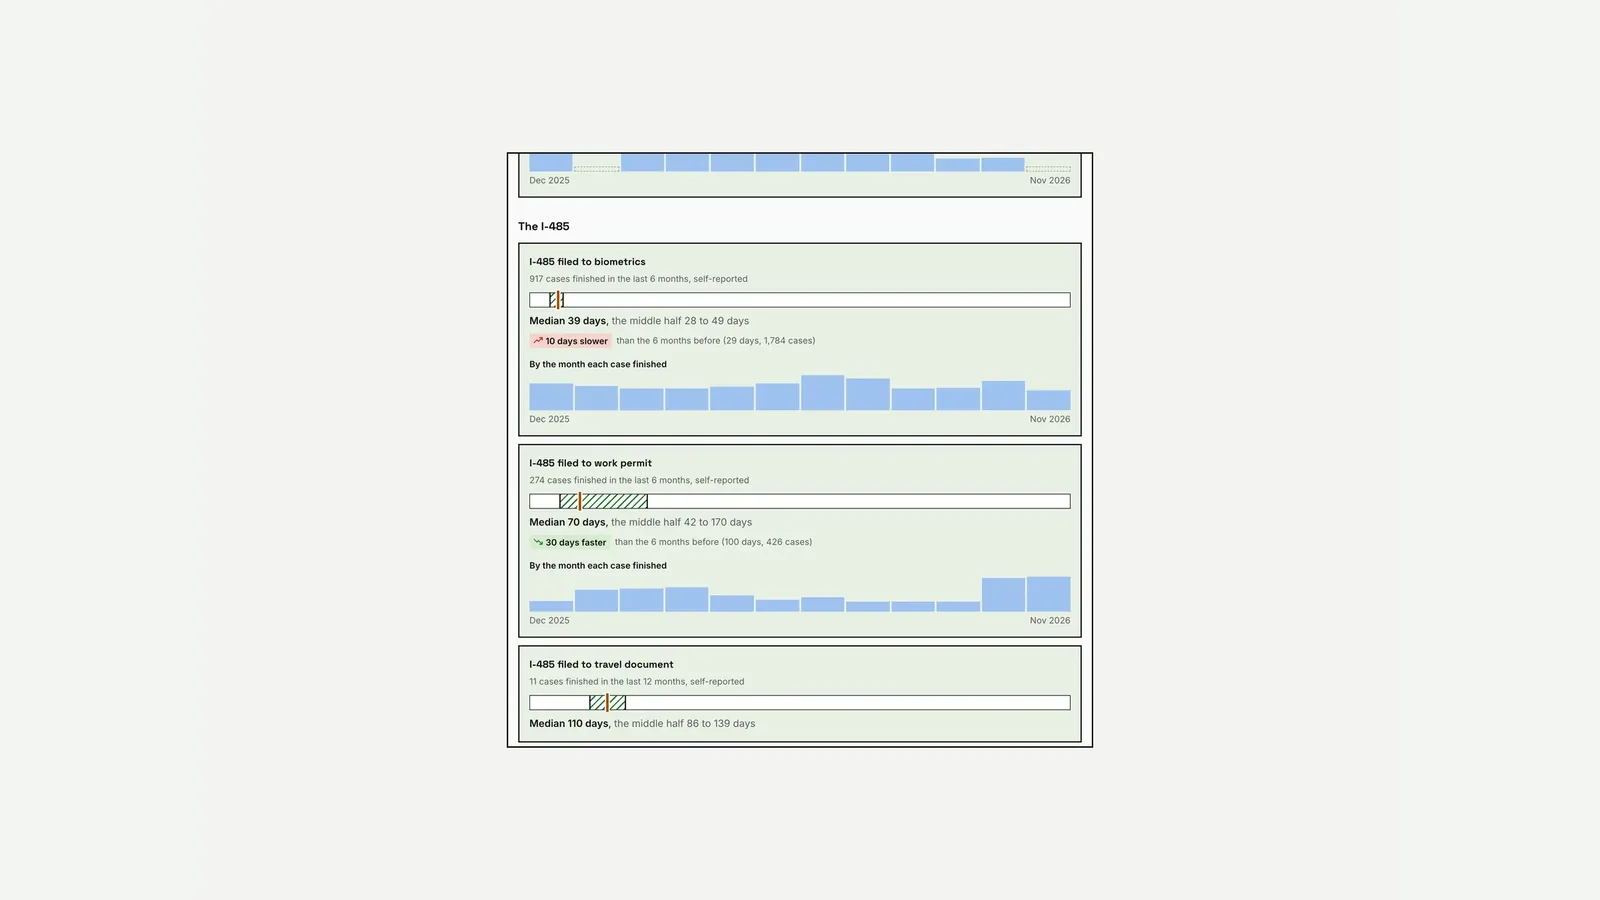 Dec 2025 Nov 2026
The I-485
I-485 filed to biometrics
917 cases finished in the last 6 months, self-reported
Median 39 days, the middle half 28 to 49 days
10 days slower than the 6 months before (29 days, 1,784 cases)
By the month each case finished
Dec 2025 Nov 2026
I-485 filed to work permit
274 cases finished in the last 6 months, self-reported
Median 70 days, the middle half 42 to 170 days
30 days faster than the 6 months before (100 days, 426 cases)
By the month each case finished
Dec 2025 Nov 2026
I-485 filed to travel document
11 cases finished in the last 12 months, self-reported
Median 110 days, the middle half 86 to 139 days